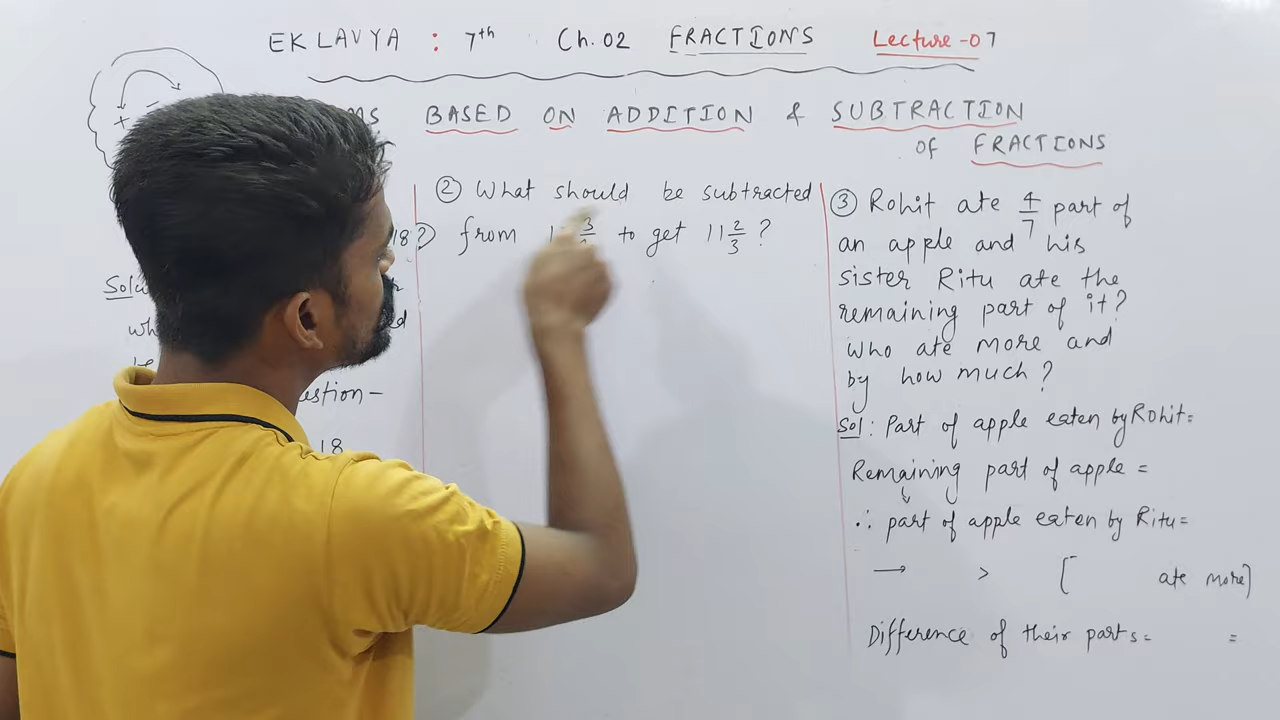 EKLAVYA : 7th Ch. 02 FRACTIONS Lecture-07
BASED ON ADDITION & SUBTRACTION
OF FRACTIONS
+ -
18?
Solu
estion-
18
② What should be subtracted
from to get 11 2/3 ?
③ Rohit ate 4/7 part of
an apple and his
sister Ritu ate the
remaining part of it?
Who ate more and
by how much?
Sol: Part of apple eaten by Rohit=
Remaining part of apple =
∴ part of apple eaten by Ritu=
→ > [ ate more]
Difference of their parts= =